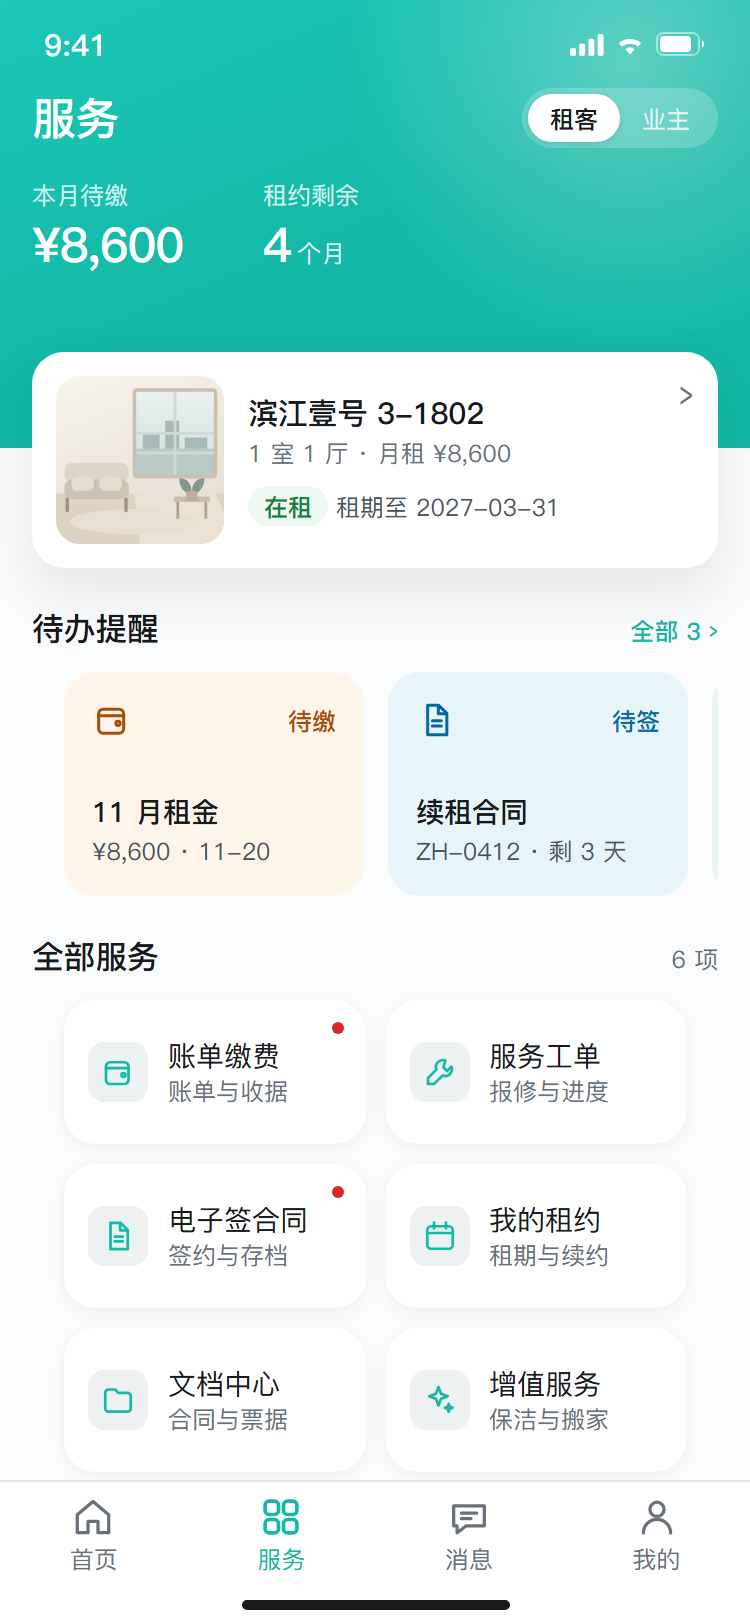 9:41
服务
租客 业主
本月待缴 租约剩余
¥8,600 4 个月
滨江壹号 3-1802
1 室 1 厅 · 月租 ¥8,600
在租 租期至 2027-03-31
待办提醒 全部 3
待缴
11 月租金
¥8,600 · 11-20
待签
续租合同
ZH-0412 · 剩 3 天
全部服务 6 项
账单缴费
账单与收据
服务工单
报修与进度
电子签合同
签约与存档
我的租约
租期与续约
文档中心
合同与票据
增值服务
保洁与搬家
首页 服务 消息 我的